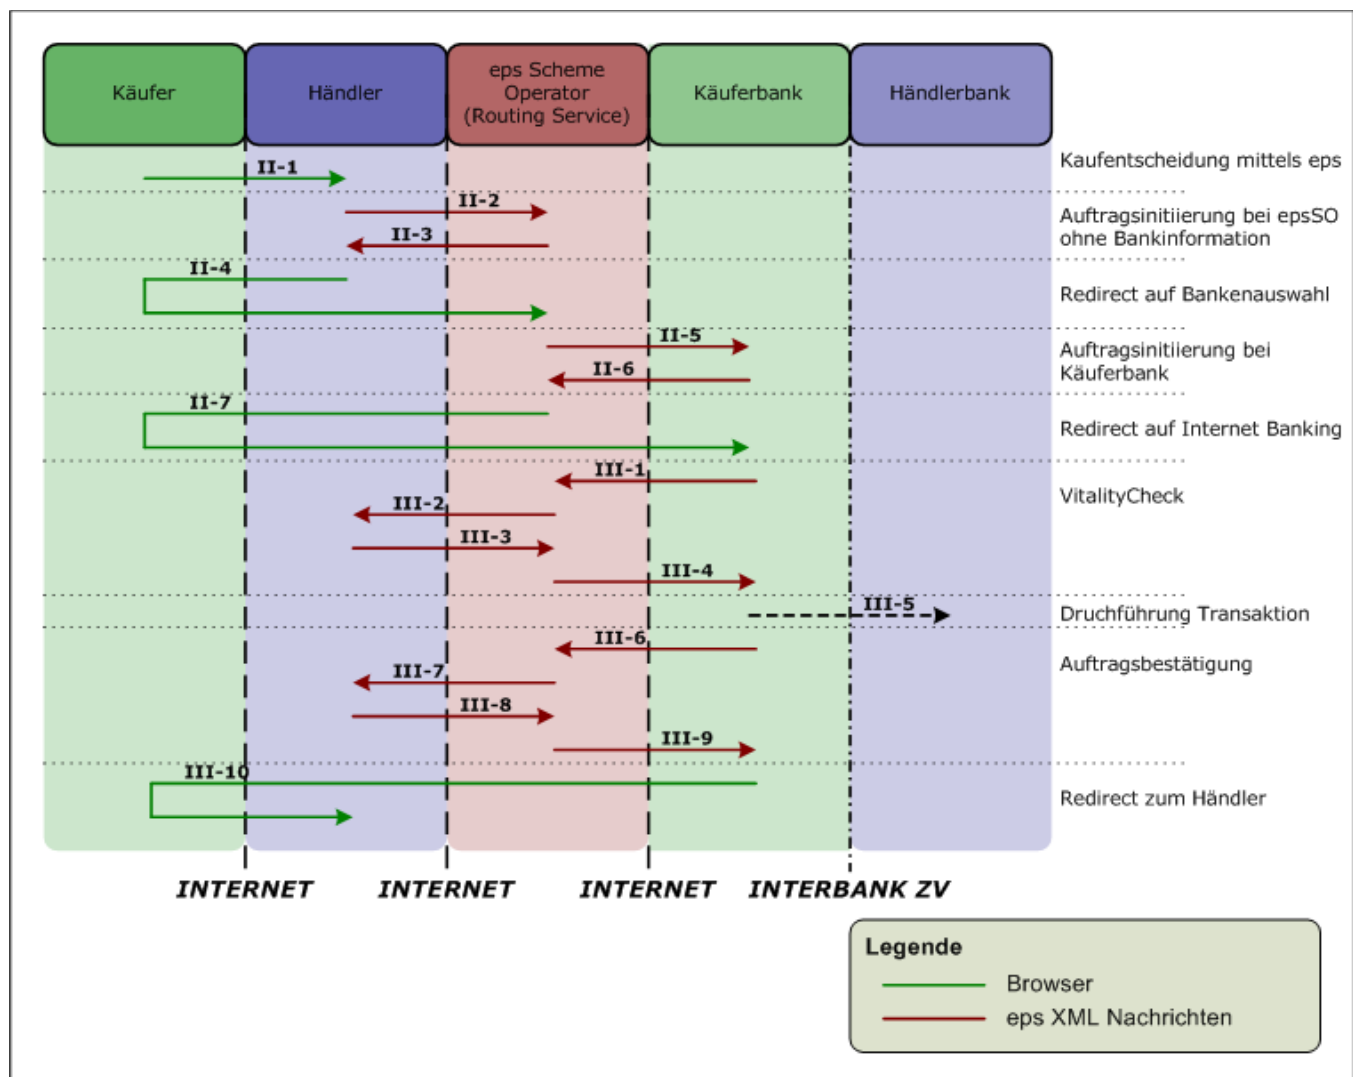 Käufer
Händler
eps Scheme
Operator
(Routing Service)
Käuferbank
Händlerbank
Kaufentscheidung mittels eps
II-1
II-2
Auftragsinitiierung bei epsSO
II-3
ohne Bankinformation
II-4
Redirect auf Bankenauswahl
II-5
Auftragsinitiierung bei
II-6
Käuferbank
II-7
Redirect auf Internet Banking
III-1
VitalityCheck
III-2
III-3
III-4
III-5
Druchführung Transaktion
III-6
Auftragsbestätigung
III-7
III-8
III-9
III-10
Redirect zum Händler
INTERNET
INTERNET
INTERNET
INTERBANK ZV
Legende
Browser
eps XML Nachrichten